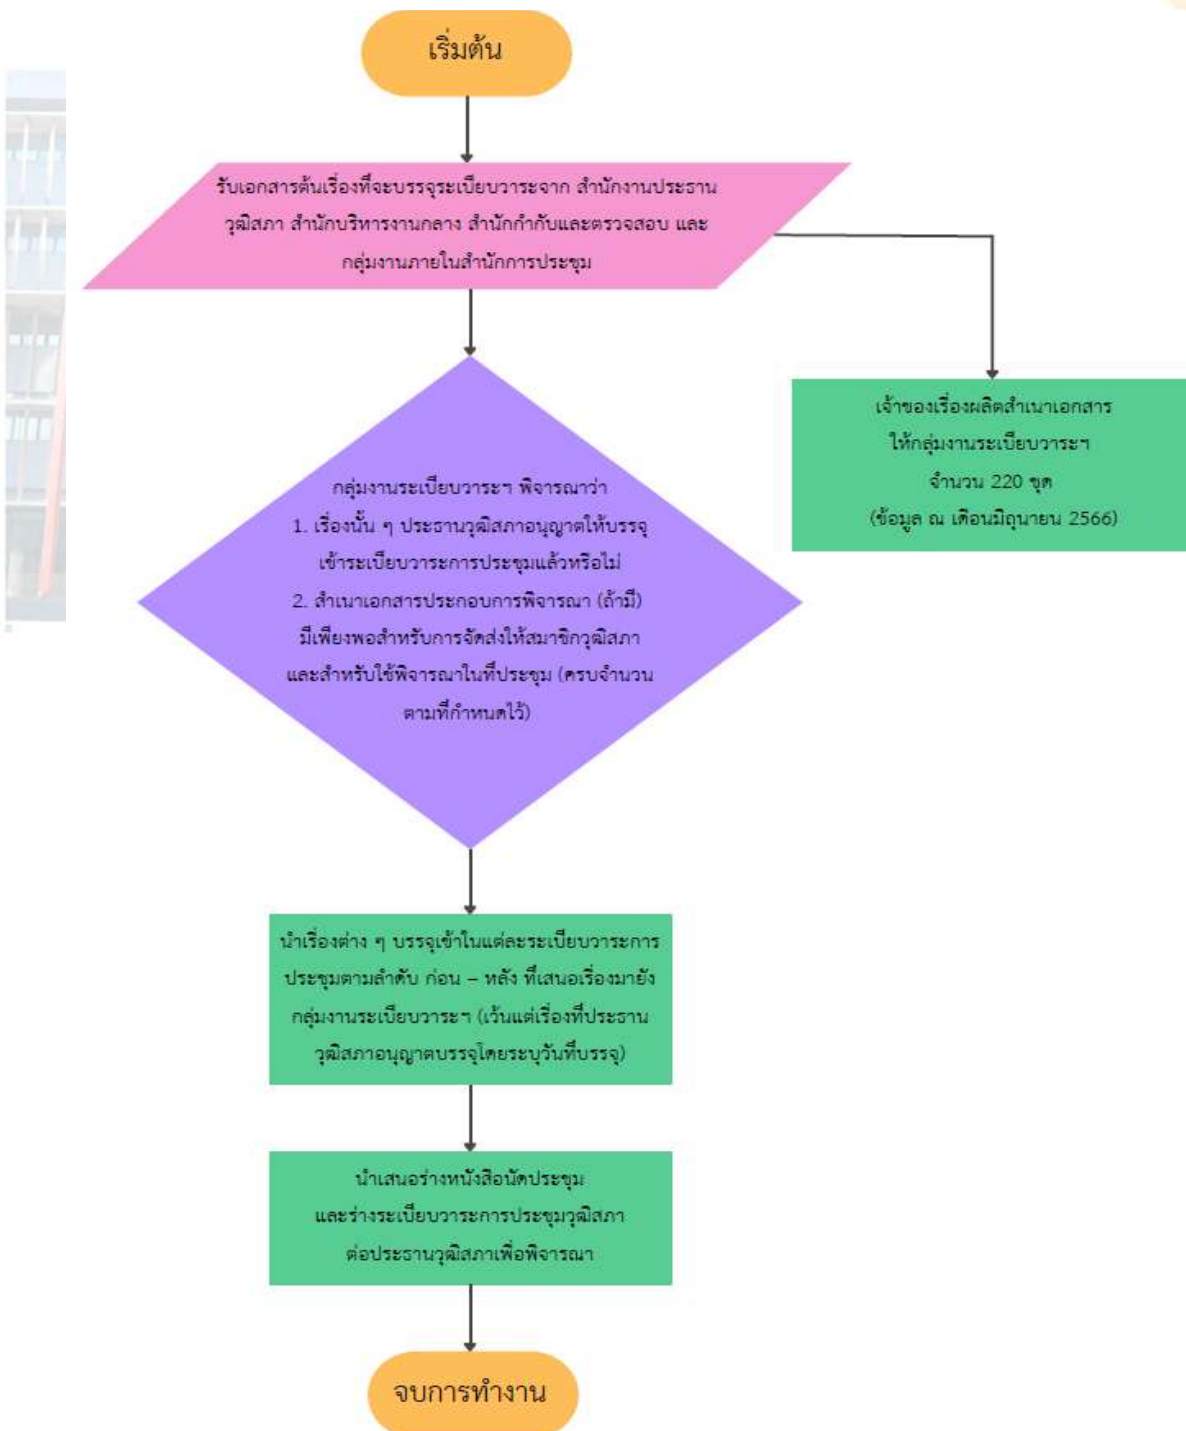 เริ่มต้น
รับเอกสารต้นเรื่องที่จะบรรจุระเบียบวาระจาก สำนักงานประธาน
วุฒิสภา สำนักบริหารงานกลาง สำนักกำกับและตรวจสอบ และ
กลุ่มงานภายในสำนักการประชุม
เจ้าของเรื่องผลิตสำเนาเอกสาร
ให้กลุ่มงานระเบียบวาระฯ
จำนวน 220 ชุด
(ข้อมูล ณ เดือนมิถุนายน 2566)
กลุ่มงานระเบียบวาระฯ พิจารณาว่า
1. เรื่องนั้น ๆ ประธานวุฒิสภาอนุญาตให้บรรจุ
เข้าระเบียบวาระการประชุมแล้วหรือไม่
2. สำเนาเอกสารประกอบการพิจารณา (ถ้ามี)
มีเพียงพอสำหรับการจัดส่งให้สมาชิกวุฒิสภา
และสำหรับใช้พิจารณาในที่ประชุม (ครบจำนวน
ตามที่กำหนดไว้)
นำเรื่องต่าง ๆ บรรจุเข้าในแต่ละระเบียบวาระการ
ประชุมตามลำดับ ก่อน – หลัง ที่เสนอเรื่องมายัง
กลุ่มงานระเบียบวาระฯ (เว้นแต่เรื่องที่ประธาน
วุฒิสภาอนุญาตบรรจุโดยระบุวันที่บรรจุ)
นำเสนอร่างหนังสือนัดประชุม
และร่างระเบียบวาระการประชุมวุฒิสภา
ต่อประธานวุฒิสภาเพื่อพิจารณา
จบการทำงาน